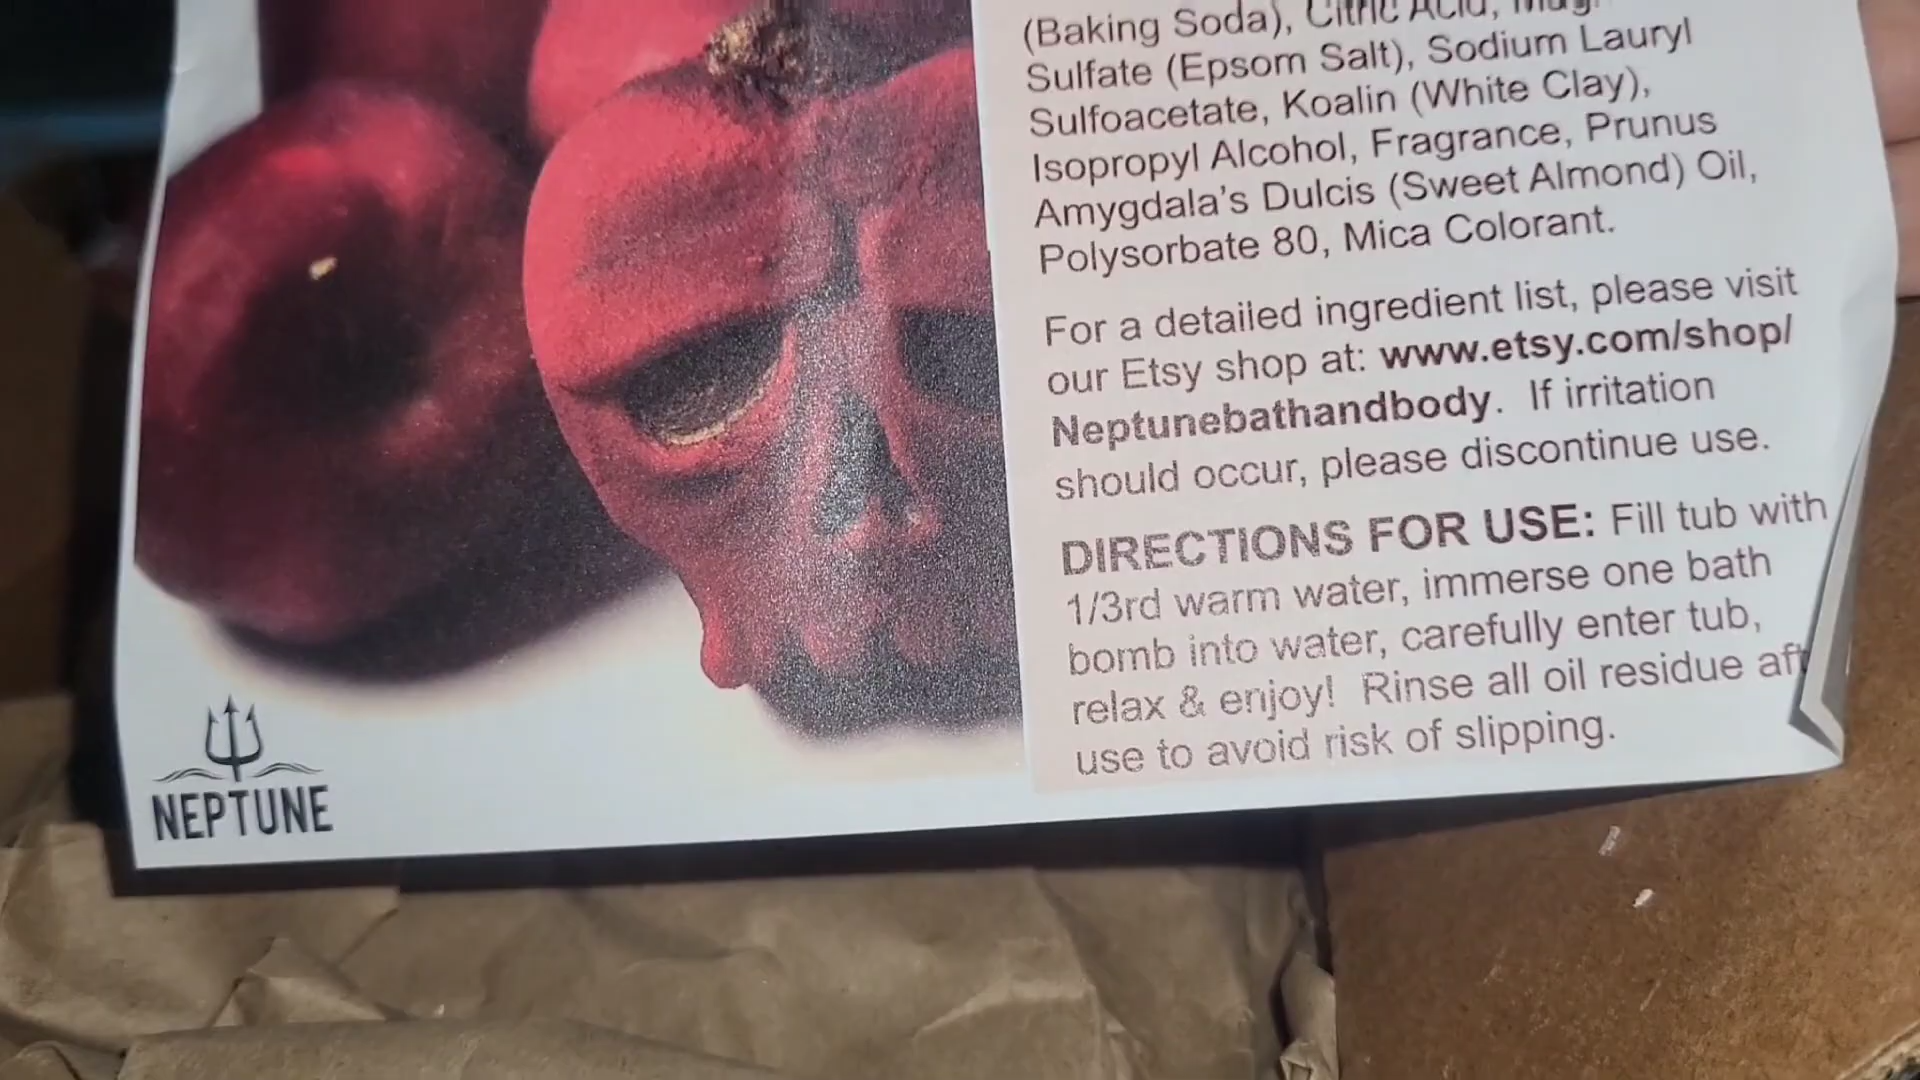 (Baking Soda), Citric Acid,
Sulfate (Epsom Salt), Sodium Lauryl
Sulfoacetate, Koalin (White Clay),
Isopropyl Alcohol, Fragrance, Prunus
Amygdala's Dulcis (Sweet Almond) Oil,
Polysorbate 80, Mica Colorant.
For a detailed ingredient list, please visit
our Etsy shop at: www.etsy.com/shop/
Neptunebathandbody. If irritation
should occur, please discontinue use.
DIRECTIONS FOR USE: Fill tub with
1/3rd warm water, immerse one bath
bomb into water, carefully enter tub,
relax & enjoy! Rinse all oil residue
use to avoid risk of slipping.
NEPTUNE